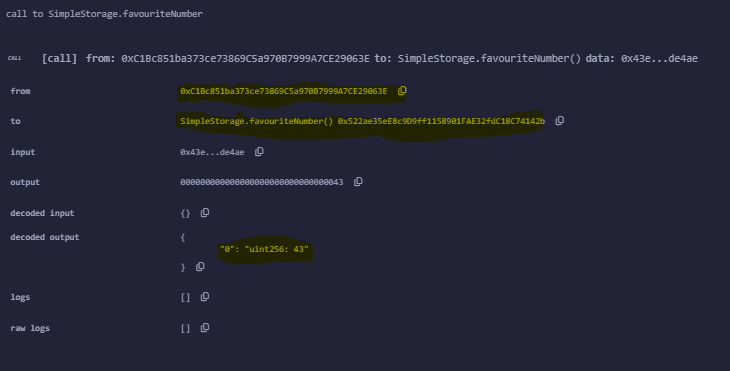 call to SimpleStorage.favouriteNumber
CALL [call] from: 0xC1Bc851ba373ce73869C5a970B7999A7CE29063E to: SimpleStorage.favouriteNumber() data: 0x43e...de4ae
from 0xC1Bc851ba373ce73869C5a970B7999A7CE29063E
to SimpleStorage.favouriteNumber() 0x522ae35eE8c9D9ff1158901FAE32fdC18C74142b
input 0x43e...de4ae
output 00000000000000000000000000000043
decoded input {}
decoded output {
"0": "uint256: 43"
}
logs []
raw logs []